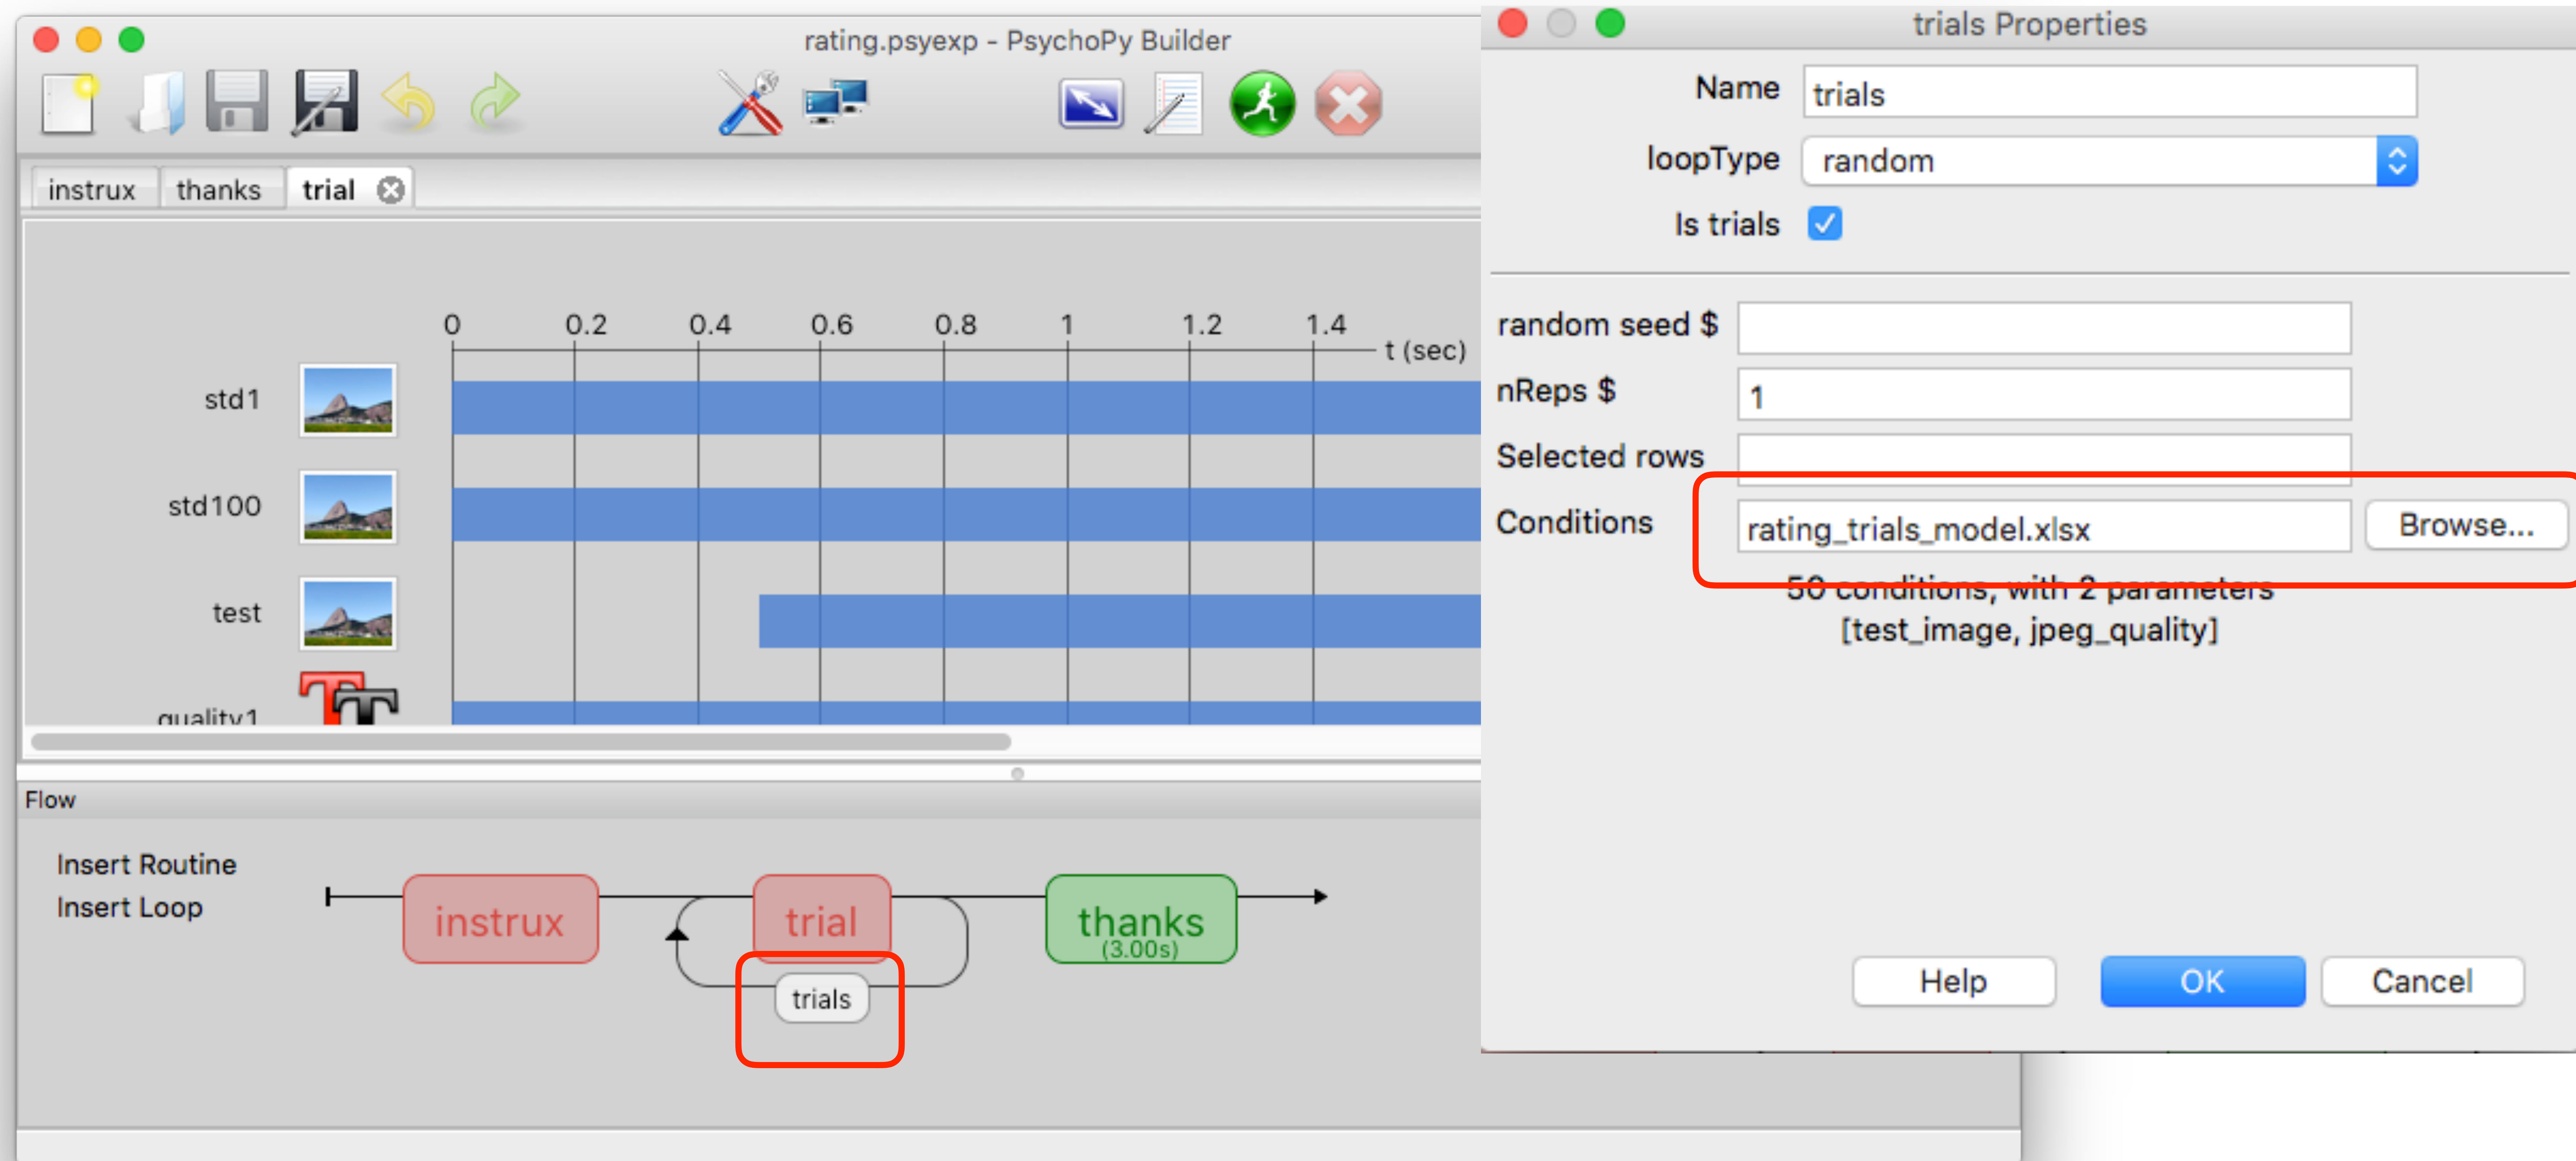 rating.psyexp - PsychoPy Builder
instrux thanks trial
0 0.2 0.4 0.6 0.8 1 1.2 1.4
t (sec)
std1
std100
test
quality1
Flow
Insert Routine
Insert Loop
instrux trial thanks
(3.00s)
trials
trials Properties
Name trials
loopType random
Is trials
random seed $
nReps $ 1
Selected rows
Conditions rating_trials_model.xlsx Browse...
50 conditions, with 2 parameters
[test_image, jpeg_quality]
Help OK Cancel